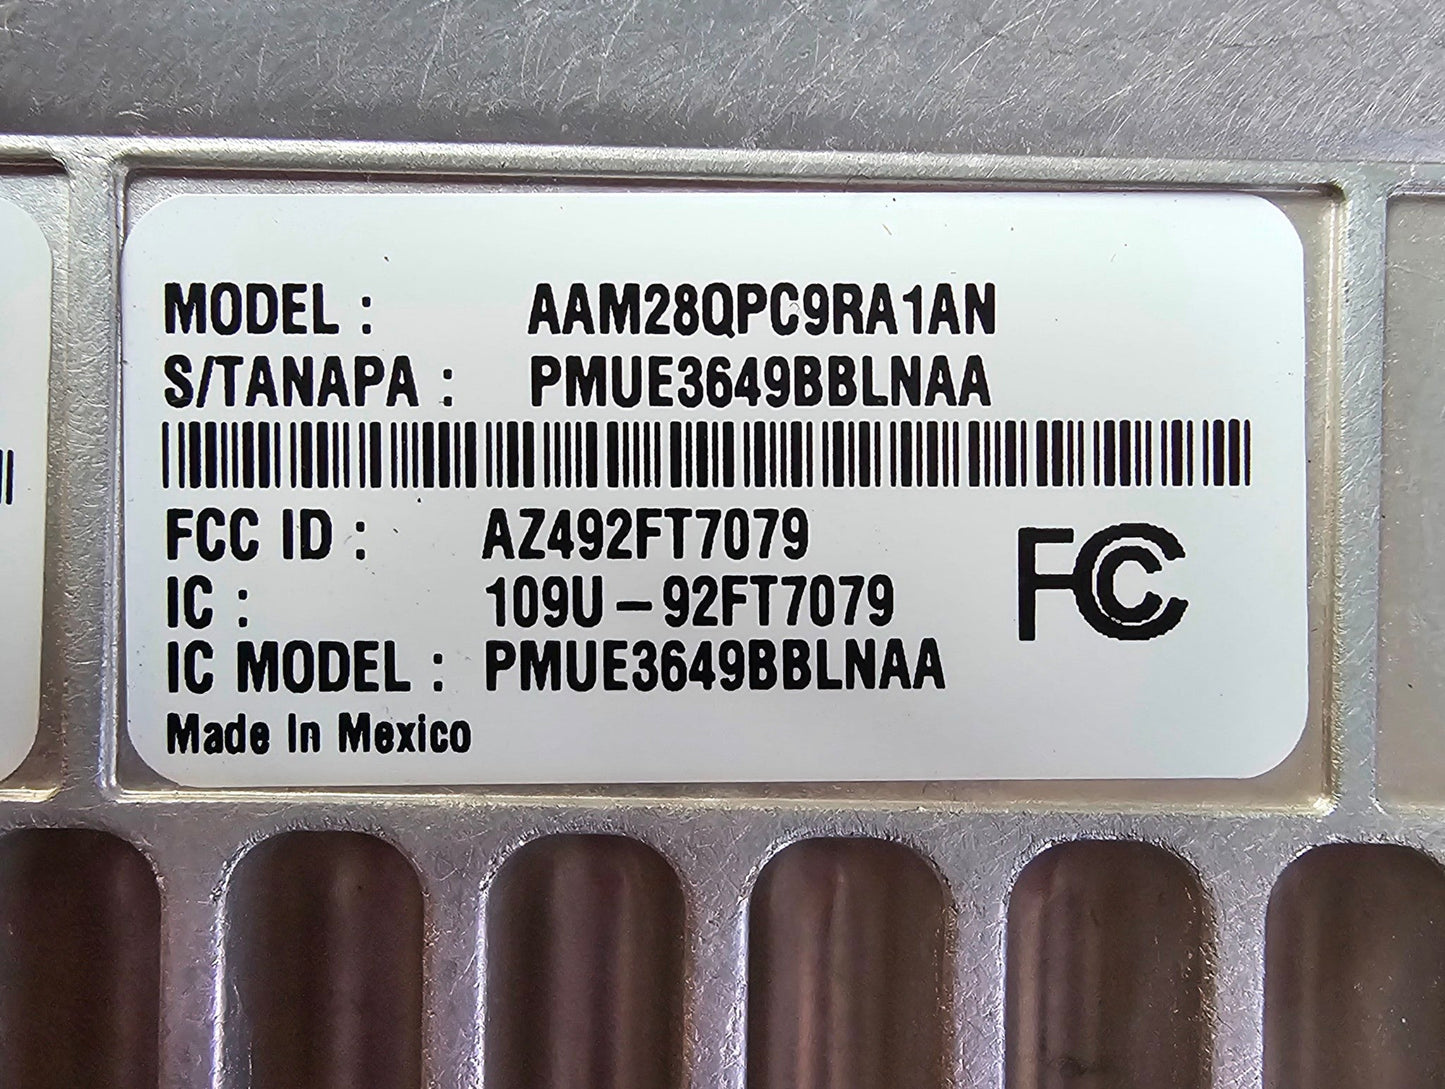 MODEL : AAM28QPC9RA1AN
S/TANAPA : PMUE3649BBLNAA
FCC ID : AZ492FT7079
IC : 109U-92FT7079
IC MODEL : PMUE3649BBLNAA
Made In Mexico
FC